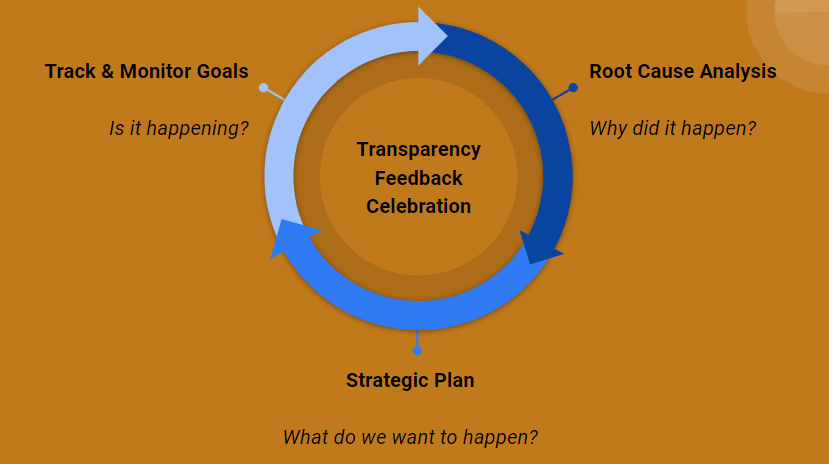 Track & Monitor Goals
Is it happening?
Root Cause Analysis
Why did it happen?
Transparency
Feedback
Celebration
Strategic Plan
What do we want to happen?